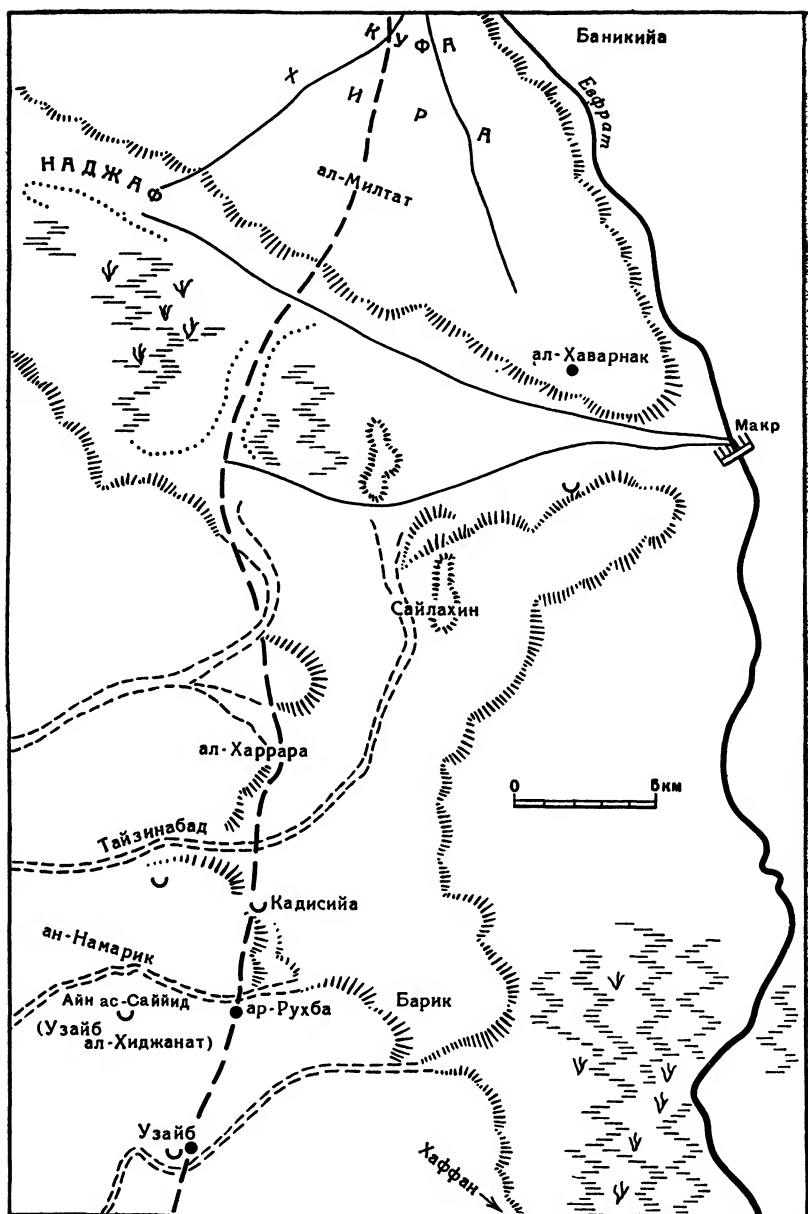 КУФА
Баникийа
Евфрат
ХИРА
НАДЖАФ
ал-Милтат
ал-Хаварнак
Макр
Сайлахин
ал-Харрара
0 5км
Тайзинабад
Кадисийа
ан-Намарик
Айн ас-Саййид
(Узайб
ал-Хиджанат)
ар-Рухба
Барик
Узайб
Хаффан